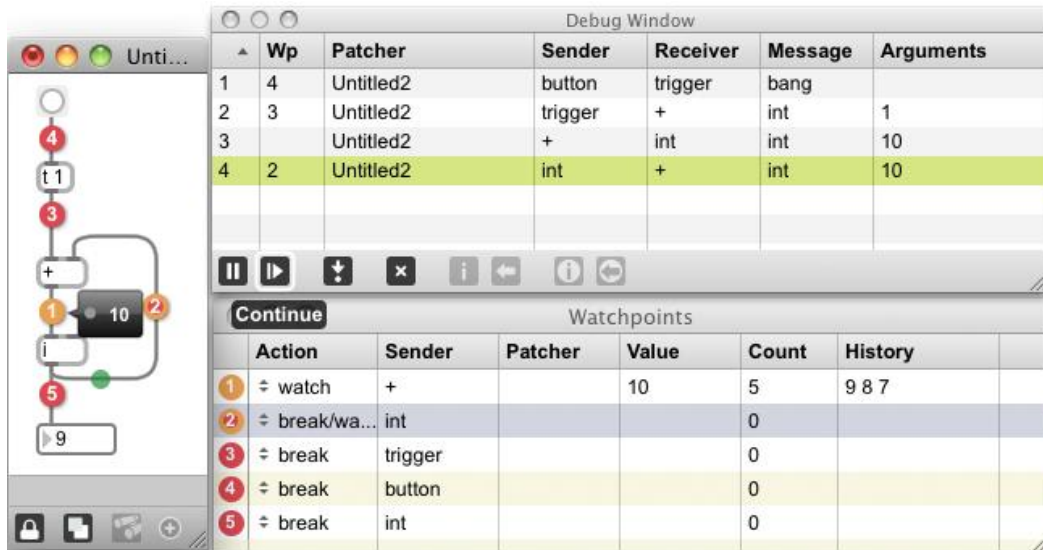 Unti...
4
t 1
3
+
1
10
2
i
5
9
Debug Window
Wp Patcher Sender Receiver Message Arguments
1 4 Untitled2 button trigger bang
2 3 Untitled2 trigger + int 1
3 Untitled2 + int int 10
4 2 Untitled2 int + int 10
Continue
Watchpoints
Action Sender Patcher Value Count History
1 watch + 10 5 9 8 7
2 break/wa... int 0
3 break trigger 0
4 break button 0
5 break int 0